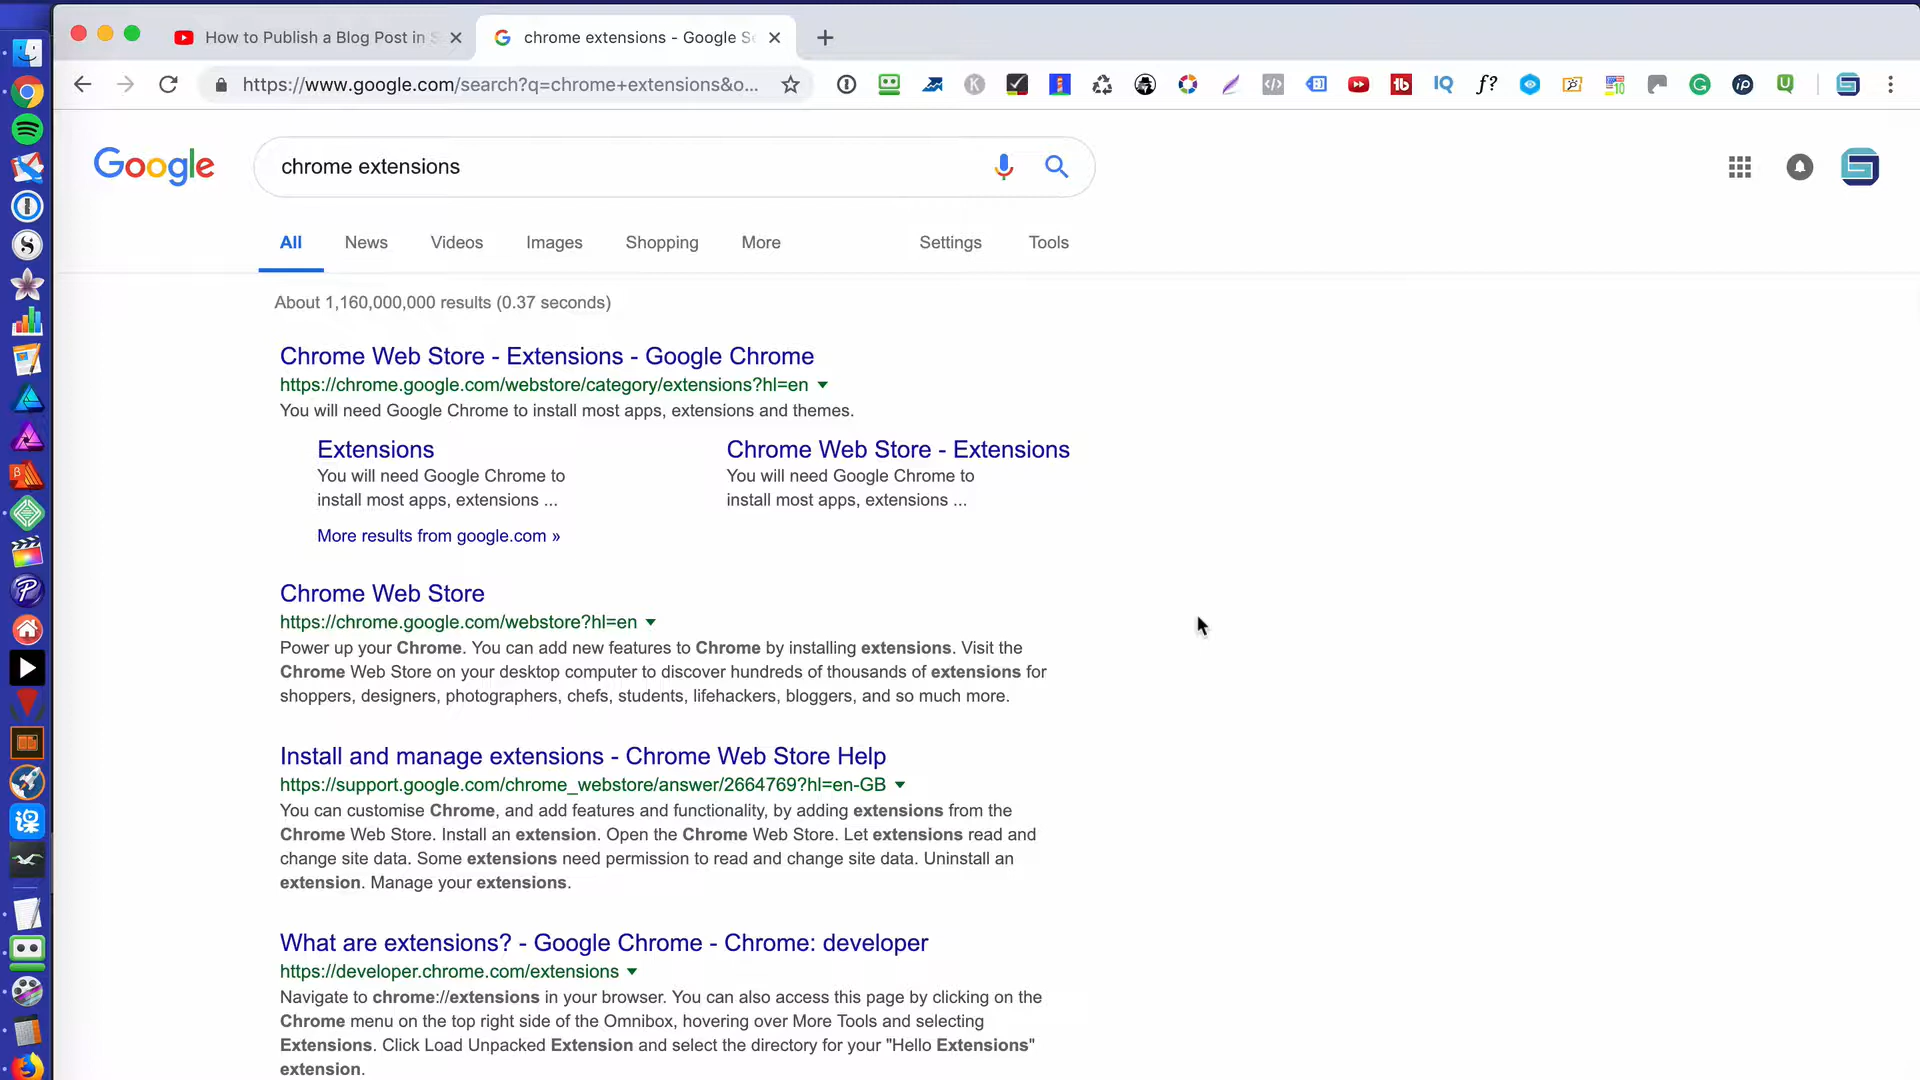 How to Publish a Blog Post in S
chrome extensions - Google Se
https://www.google.com/search?q=chrome+extensions&o...
Google
chrome extensions
All News Videos Images Shopping More Settings Tools
About 1,160,000,000 results (0.37 seconds)
Chrome Web Store - Extensions - Google Chrome
https://chrome.google.com/webstore/category/extensions?hl=en
You will need Google Chrome to install most apps, extensions and themes.
Extensions
You will need Google Chrome to
install most apps, extensions ...
Chrome Web Store - Extensions
You will need Google Chrome to
install most apps, extensions ...
More results from google.com »
Chrome Web Store
https://chrome.google.com/webstore?hl=en
Power up your Chrome. You can add new features to Chrome by installing extensions. Visit the
Chrome Web Store on your desktop computer to discover hundreds of thousands of extensions for
shoppers, designers, photographers, chefs, students, lifehackers, bloggers, and so much more.
Install and manage extensions - Chrome Web Store Help
https://support.google.com/chrome_webstore/answer/2664769?hl=en-GB
You can customise Chrome, and add features and functionality, by adding extensions from the
Chrome Web Store. Install an extension. Open the Chrome Web Store. Let extensions read and
change site data. Some extensions need permission to read and change site data. Uninstall an
extension. Manage your extensions.
What are extensions? - Google Chrome - Chrome: developer
https://developer.chrome.com/extensions
Navigate to chrome://extensions in your browser. You can also access this page by clicking on the
Chrome menu on the top right side of the Omnibox, hovering over More Tools and selecting
Extensions. Click Load Unpacked Extension and select the directory for your "Hello Extensions"
extension.